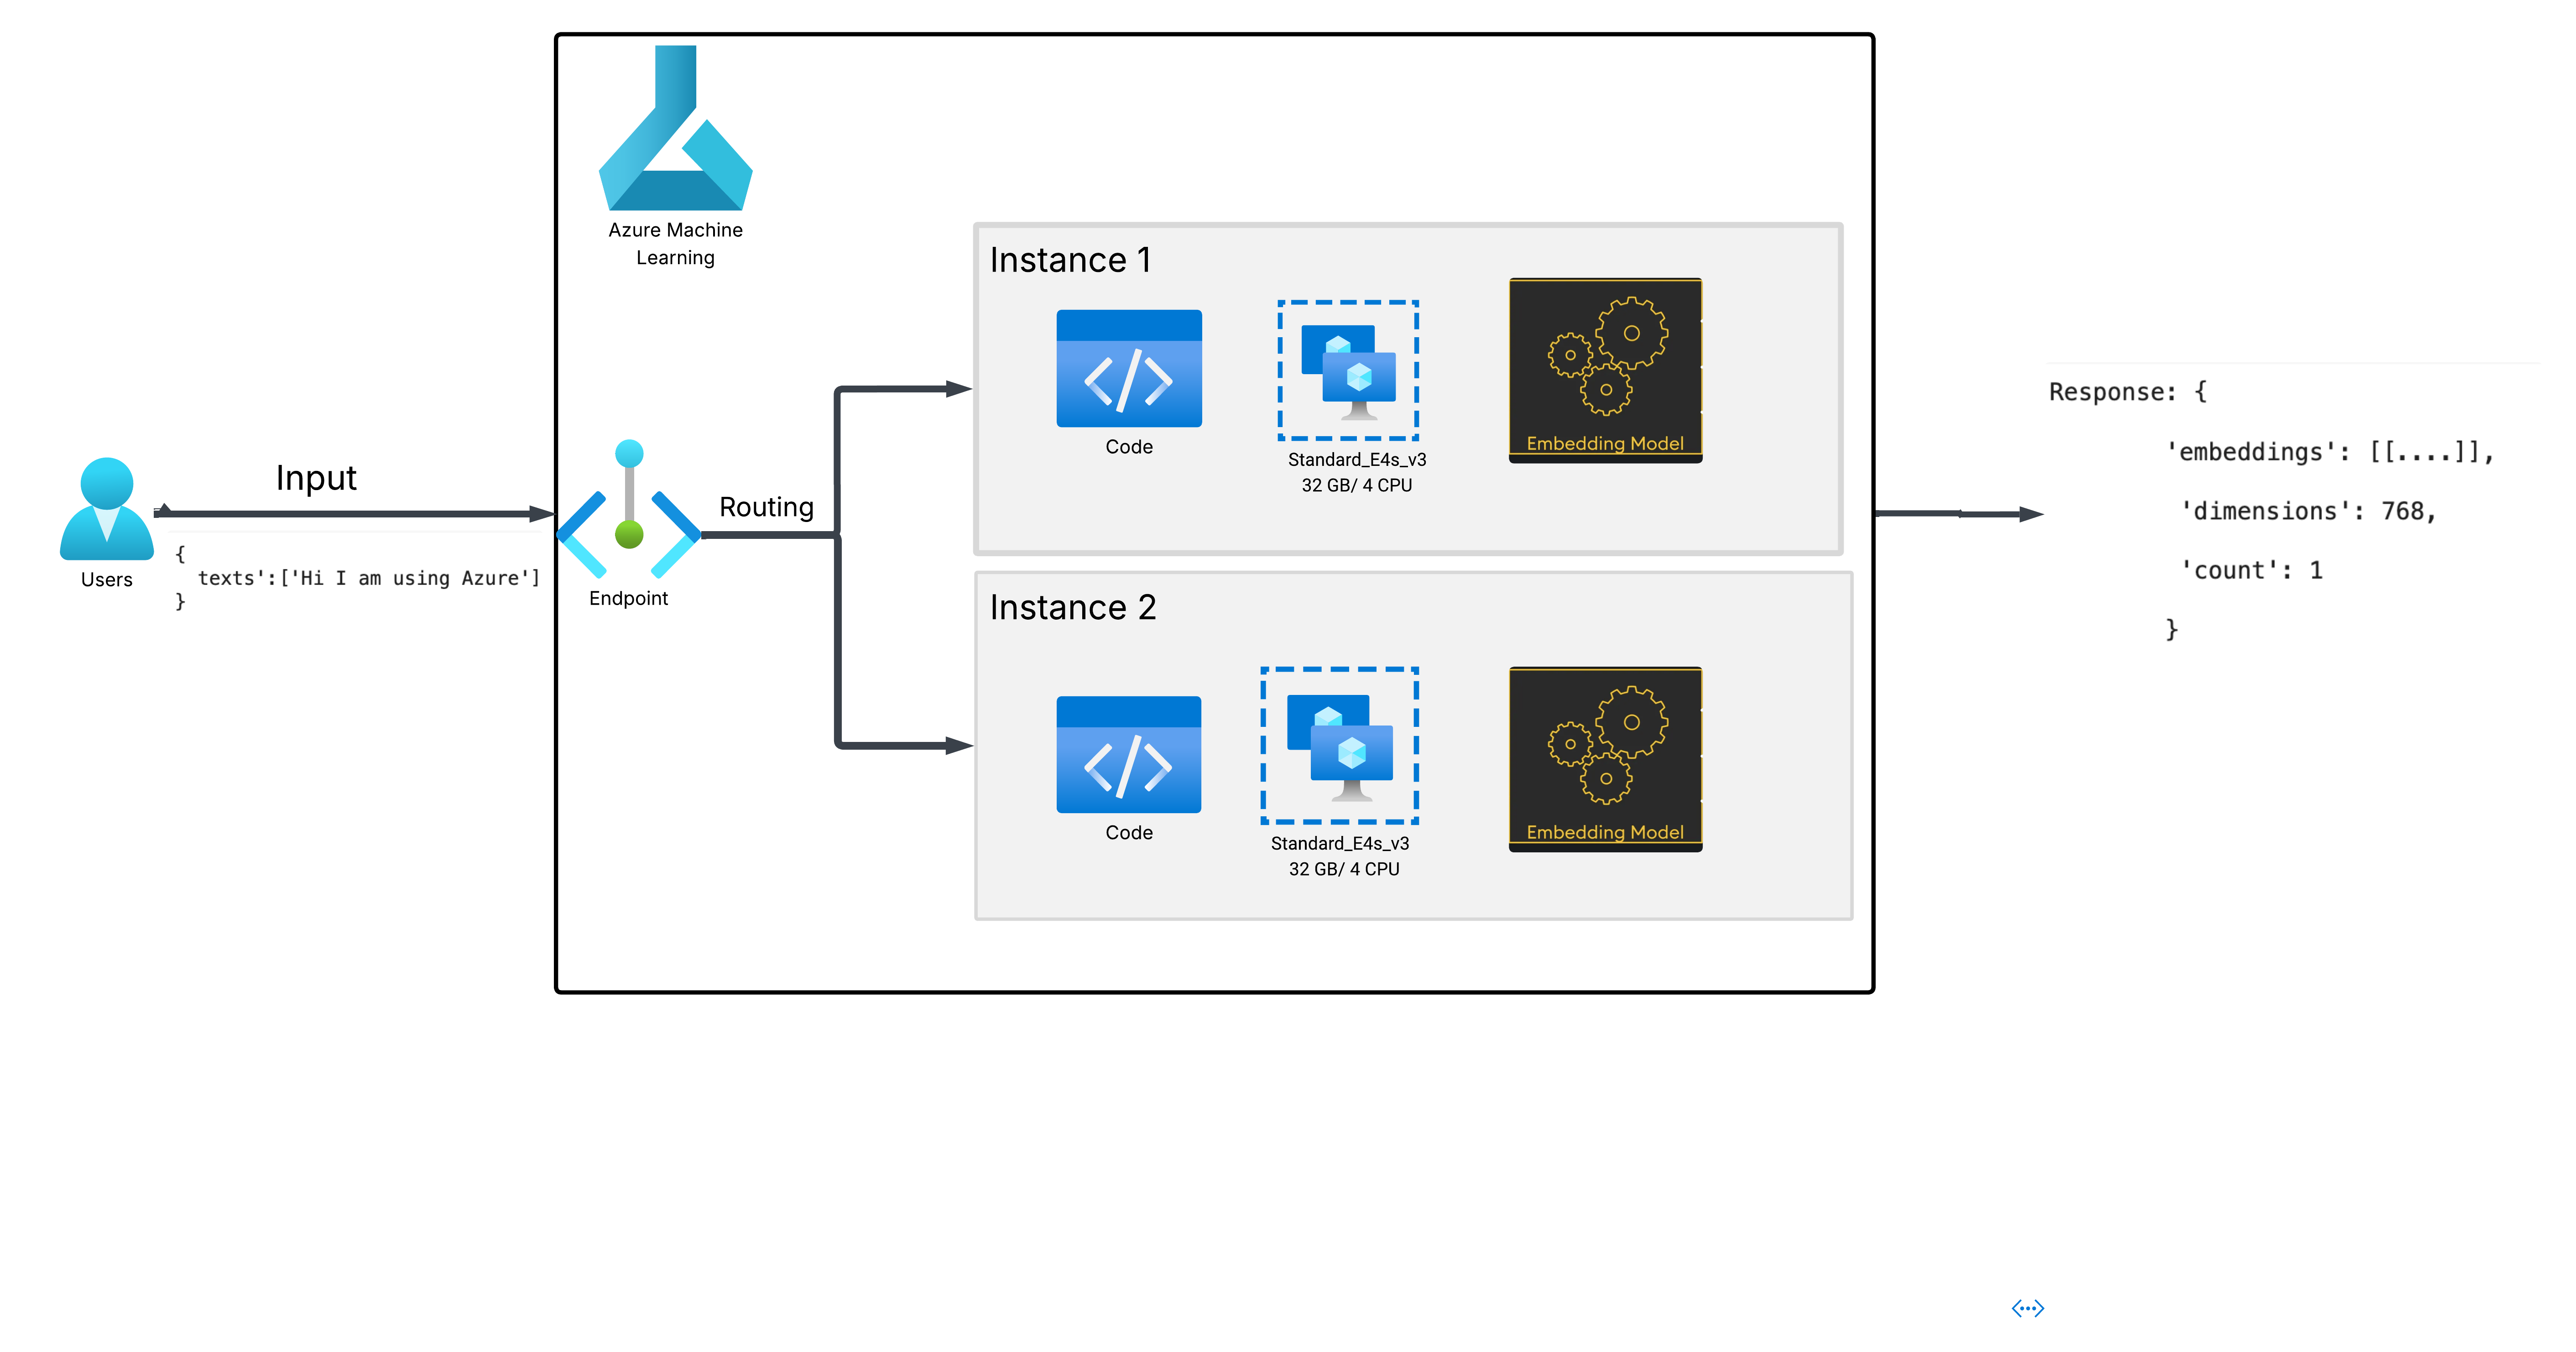 Azure Machine
Learning
Input
{
texts':['Hi I am using Azure']
}
Users
Endpoint
Routing
Instance 1
Code
Standard_E4s_v3
32 GB/ 4 CPU
Embedding Model
Instance 2
Code
Standard_E4s_v3
32 GB/ 4 CPU
Embedding Model
Response: {
'embeddings': [[....]],
'dimensions': 768,
'count': 1
}